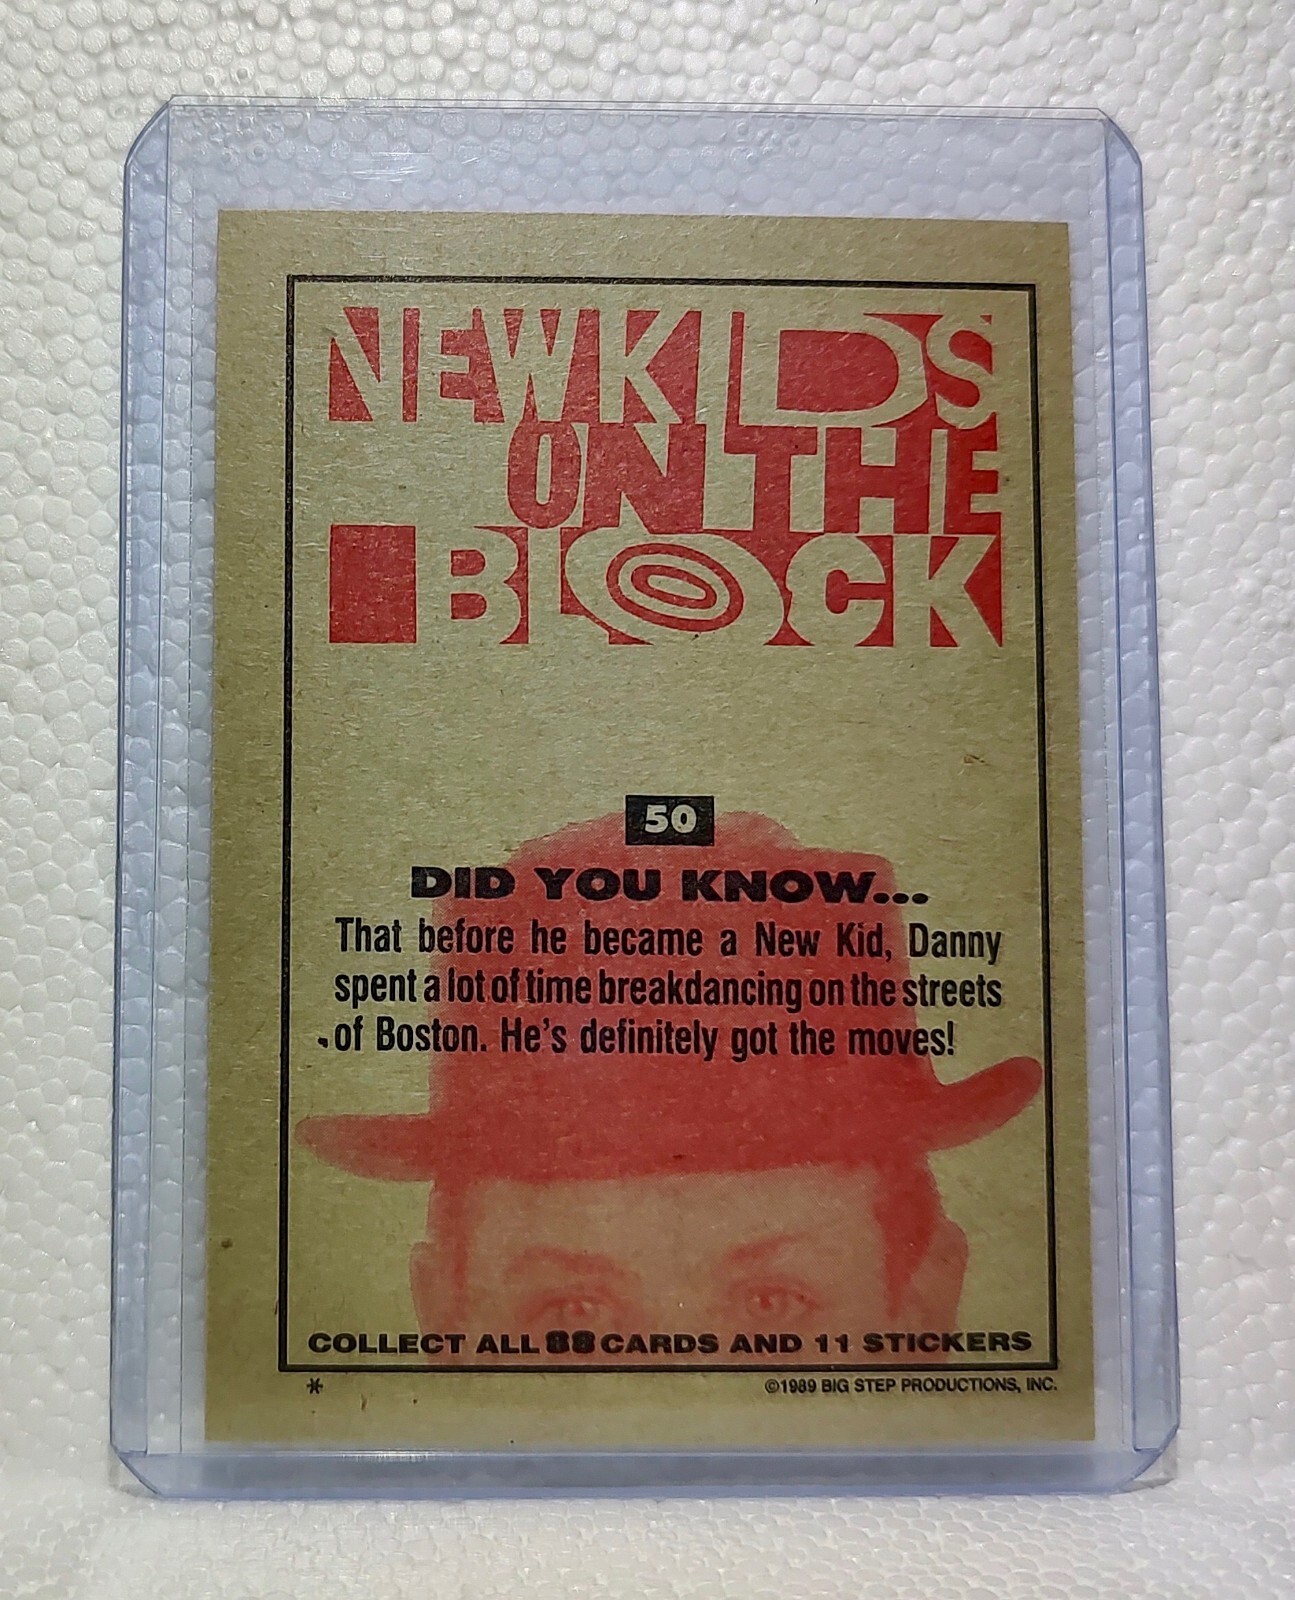 NEW KIDS
ON THE
BLOCK
50
DID YOU KNOW...
That before he became a New Kid, Danny
spent a lot of time breakdancing on the streets
of Boston. He's definitely got the moves!
COLLECT ALL 88 CARDS AND 11 STICKERS
* ©1989 BIG STEP PRODUCTIONS, INC.